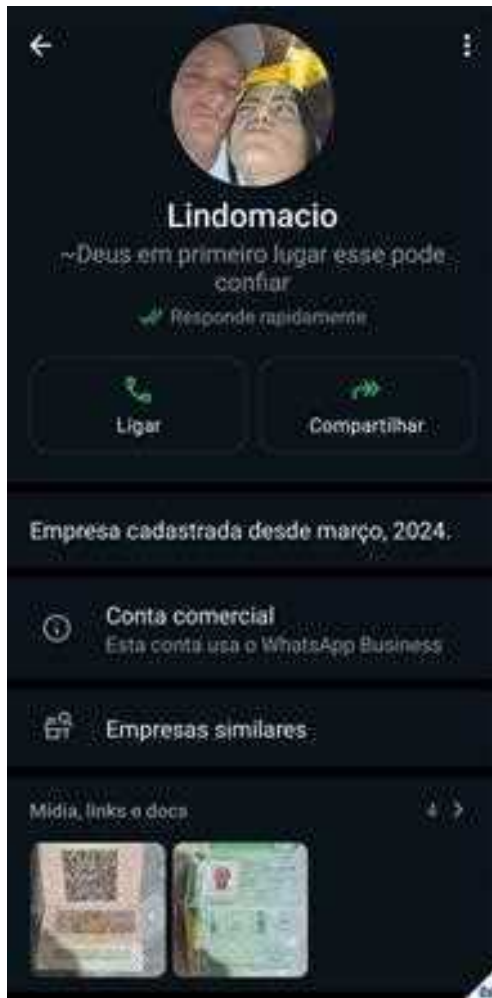 Lindomacio
~Deus em primeiro lugar esse pode
confiar
Responde rapidamente
Ligar
Compartilhar
Empresa cadastrada desde março, 2024.
Conta comercial
Esta conta usa o WhatsApp Business
Empresas similares
Mídia, links e docs
4